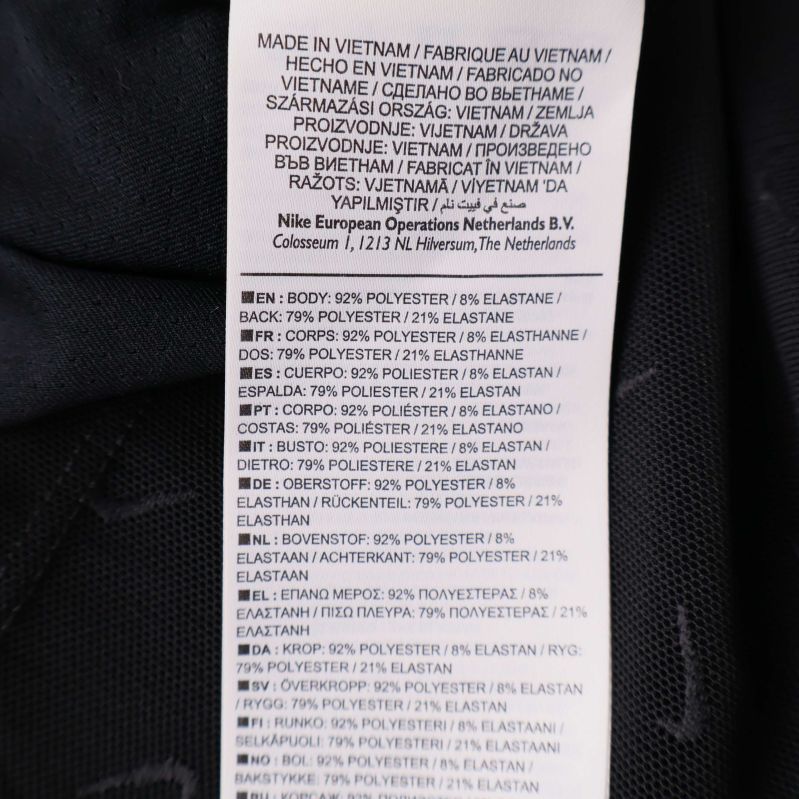 MADE IN VIETNAM / FABRIQUE AU VIETNAM /
HECHO EN VIETNAM / FABRICADO NO
VIETNAME / СДЕЛАНО ВО ВЬЕТНАМЕ /
SZÁRMAZÁSI ORSZÁG: VIETNAM / ZEMLJA
PROIZVODNJE: VIJETNAM / DRŽAVA
PROIZVODNJE: VIETNAM / ПРОИЗВЕДЕНО
ВЪВ ВИЕТНАМ / FABRICAT ÎN VIETNAM /
RAŽOTS: VJETNAMĀ / VİYETNAM 'DA
YAPILMIŞTIR / صنع في فييت نام
Nike European Operations Netherlands B.V.
Colosseum 1, 1213 NL Hilversum, The Netherlands
EN : BODY: 92% POLYESTER / 8% ELASTANE /
BACK: 79% POLYESTER / 21% ELASTANE
FR : CORPS: 92% POLYESTER / 8% ELASTHANNE /
DOS: 79% POLYESTER / 21% ELASTHANNE
ES : CUERPO: 92% POLIESTER / 8% ELASTAN /
ESPALDA: 79% POLIESTER / 21% ELASTAN
PT : CORPO: 92% POLIÉSTER / 8% ELASTANO /
COSTAS: 79% POLIÉSTER / 21% ELASTANO
IT : BUSTO: 92% POLIESTERE / 8% ELASTAN /
DIETRO: 79% POLIESTERE / 21% ELASTAN
DE : OBERSTOFF: 92% POLYESTER / 8%
ELASTHAN / RÜCKENTEIL: 79% POLYESTER / 21%
ELASTHAN
NL : BOVENSTOF: 92% POLYESTER / 8%
ELASTAAN / ACHTERKANT: 79% POLYESTER / 21%
ELASTAAN
EL : ΕΠΑΝΩ ΜΕΡΟΣ: 92% ΠΟΛΥΕΣΤΕΡΑΣ / 8%
ΕΛΑΣΤΑΝΗ / ΠΙΣΩ ΠΛΕΥΡΑ: 79% ΠΟΛΥΕΣΤΕΡΑΣ / 21%
ΕΛΑΣΤΑΝΗ
DA : KROP: 92% POLYESTER / 8% ELASTAN / RYG:
79% POLYESTER / 21% ELASTAN
SV : ÖVERKROPP: 92% POLYESTER / 8% ELASTAN
/ RYGG: 79% POLYESTER / 21% ELASTAN
FI : RUNKO: 92% POLYESTERI / 8% ELASTAANI /
SELKÄPUOLI: 79% POLYESTERI / 21% ELASTAANI
NO : BOL: 92% POLYESTER / 8% ELASTAN /
BAKSTYKKE: 79% POLYESTER / 21% ELASTAN
RU : КОРСАЖ: 92%